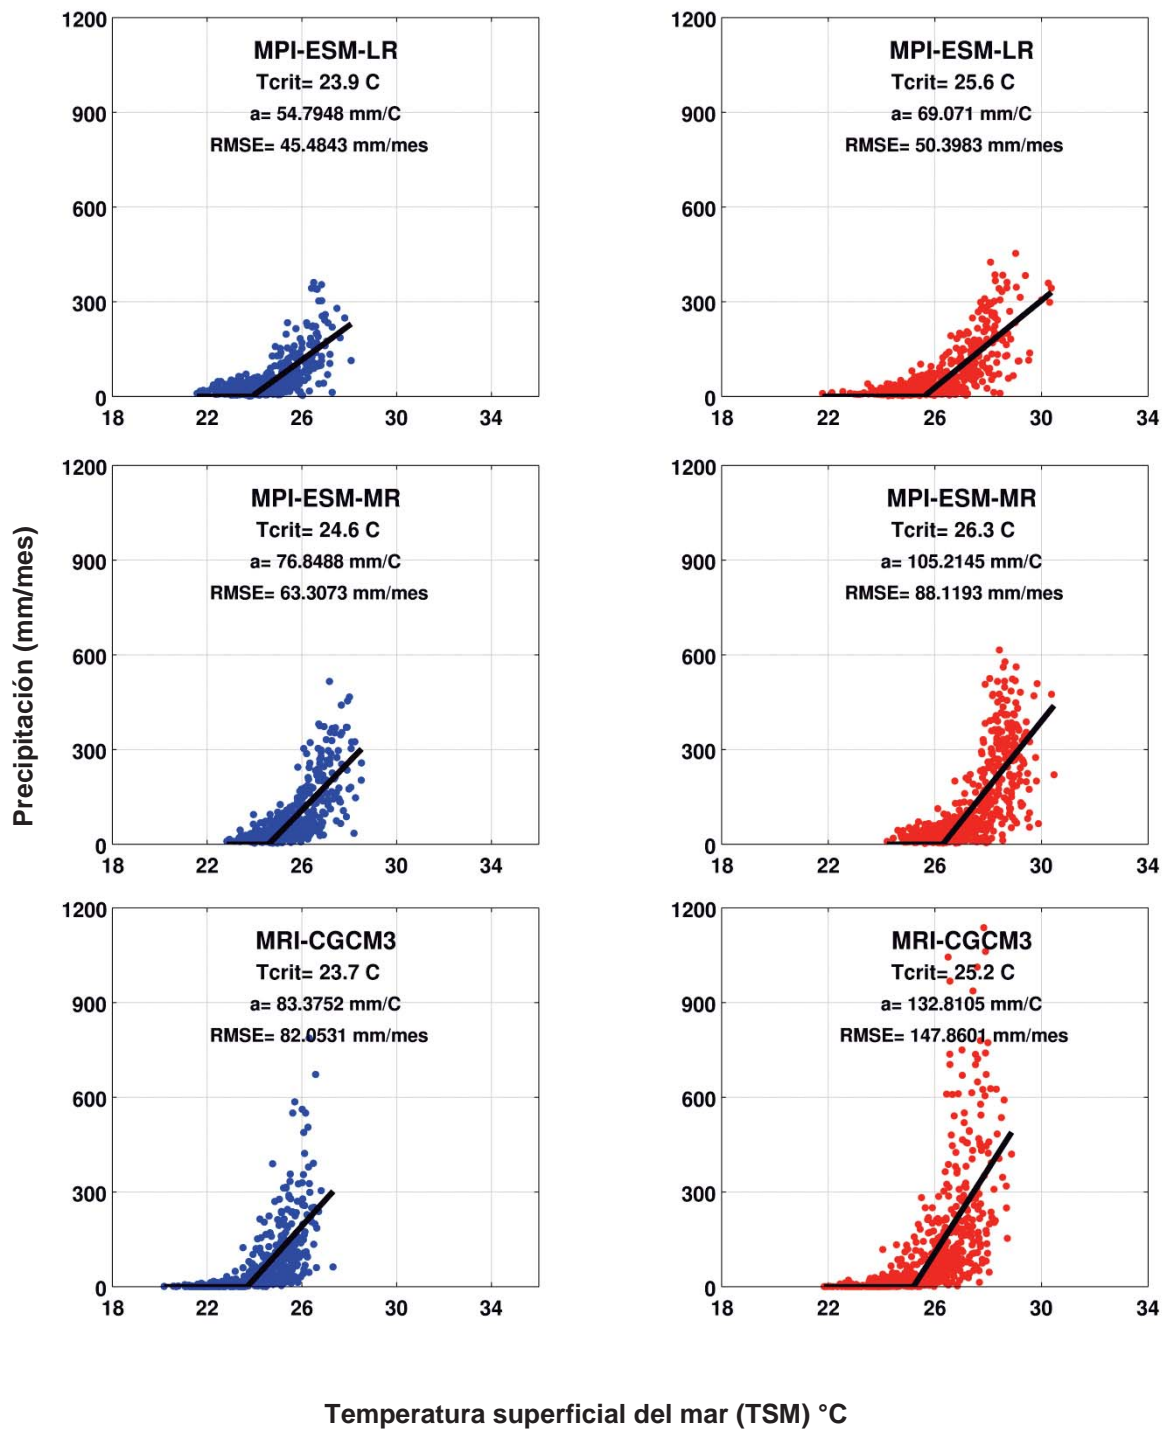 1200
MPI-ESM-LR
Tcrit= 23.9 C
900
a= 54.7948 mm/C
RMSE= 45.4843 mm/mes
600
300
0
18 22 26 30 34
1200
MPI-ESM-LR
Tcrit= 25.6 C
900
a= 69.071 mm/C
RMSE= 50.3983 mm/mes
600
300
0
18 22 26 30 34
Precipitación (mm/mes)
1200
MPI-ESM-MR
Tcrit= 24.6 C
900
a= 76.8488 mm/C
RMSE= 63.3073 mm/mes
600
300
0
18 22 26 30 34
1200
MPI-ESM-MR
Tcrit= 26.3 C
900
a= 105.2145 mm/C
RMSE= 88.1193 mm/mes
600
300
0
18 22 26 30 34
1200
MRI-CGCM3
Tcrit= 23.7 C
900
a= 83.3752 mm/C
RMSE= 82.0531 mm/mes
600
300
0
18 22 26 30 34
1200
MRI-CGCM3
Tcrit= 25.2 C
900
a= 132.8105 mm/C
RMSE= 147.8601 mm/mes
600
300
0
18 22 26 30 34
Temperatura superficial del mar (TSM) °C